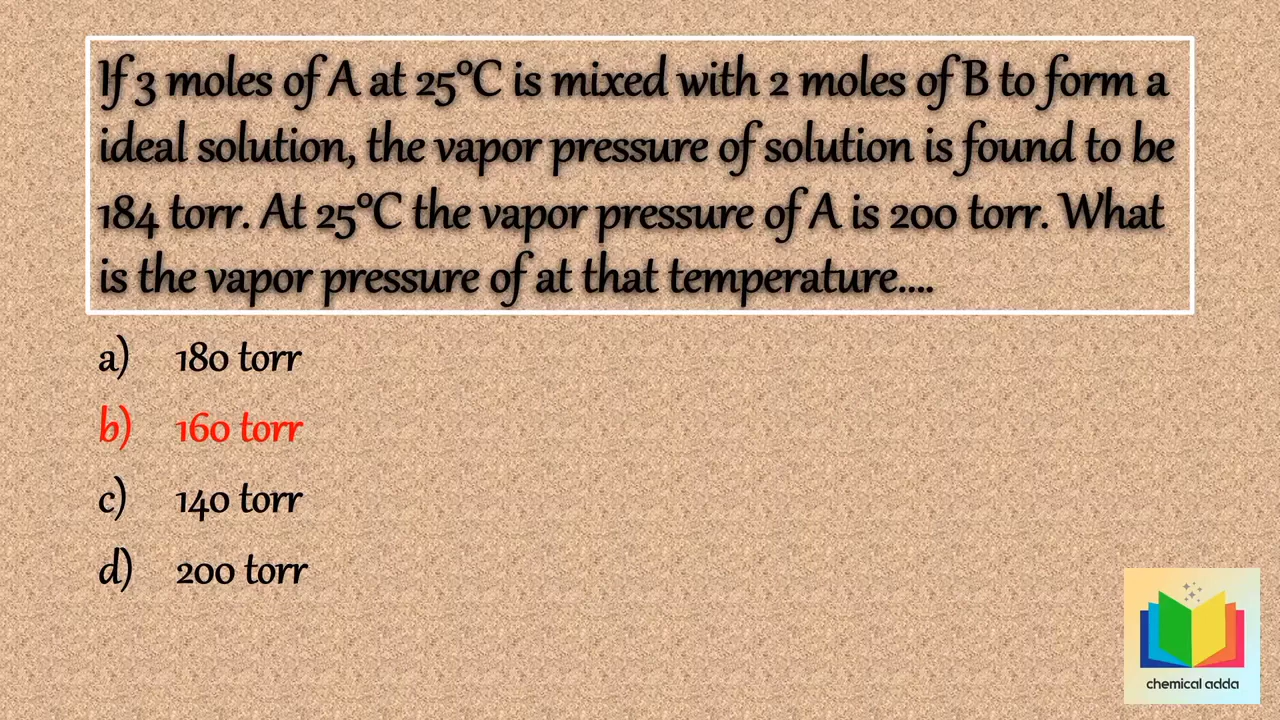 If 3 moles of A at 25°C is mixed with 2 moles of B to form a
ideal solution, the vapor pressure of solution is found to be
184 torr. At 25°C the vapor pressure of A is 200 torr. What
is the vapor pressure of at that temperature....
a) 180 torr
b) 160 torr
c) 140 torr
d) 200 torr
chemical adda